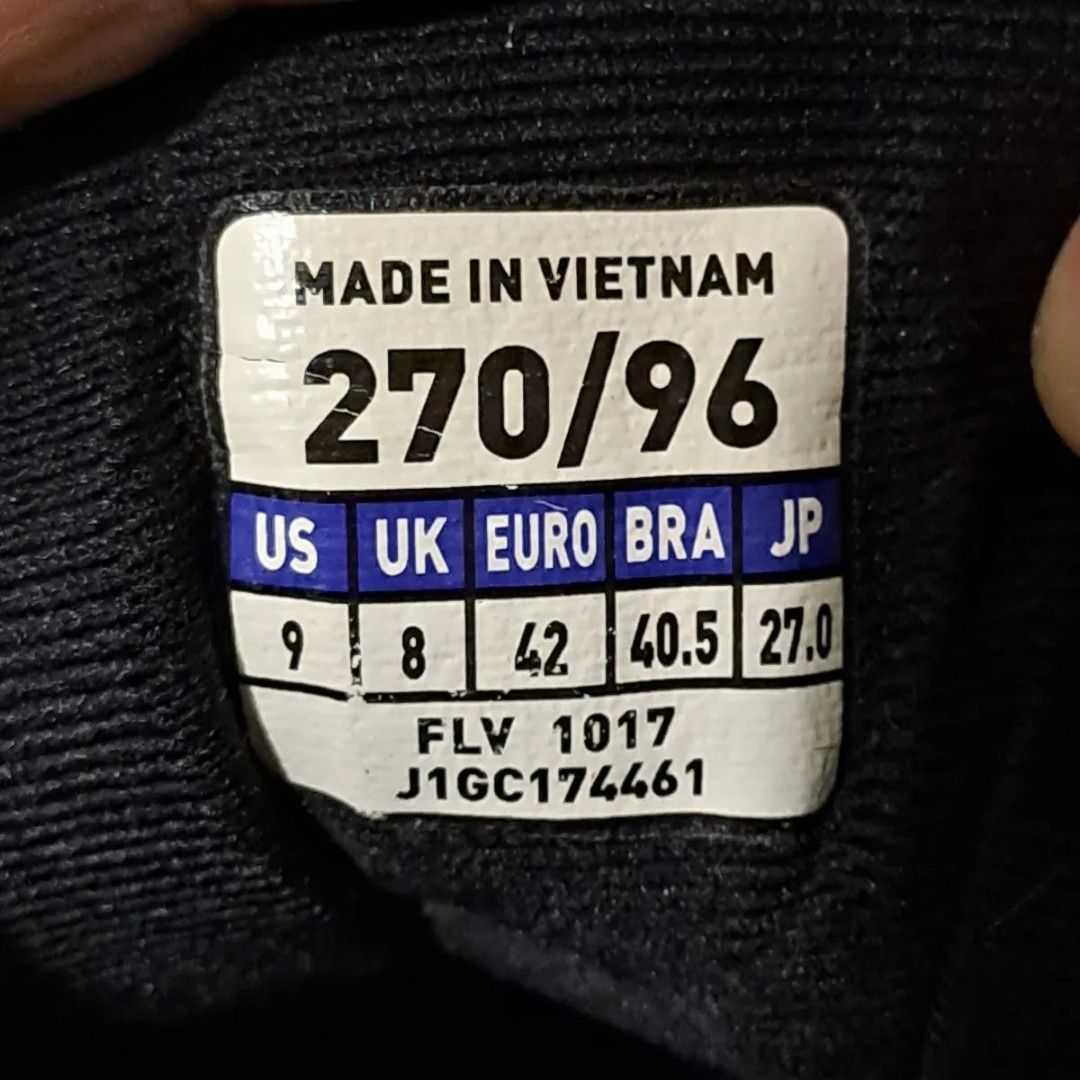 MADE IN VIETNAM
270/96
US UK EURO BRA JP
9 8 42 40.5 27.0
FLV 1017
J1GC174461